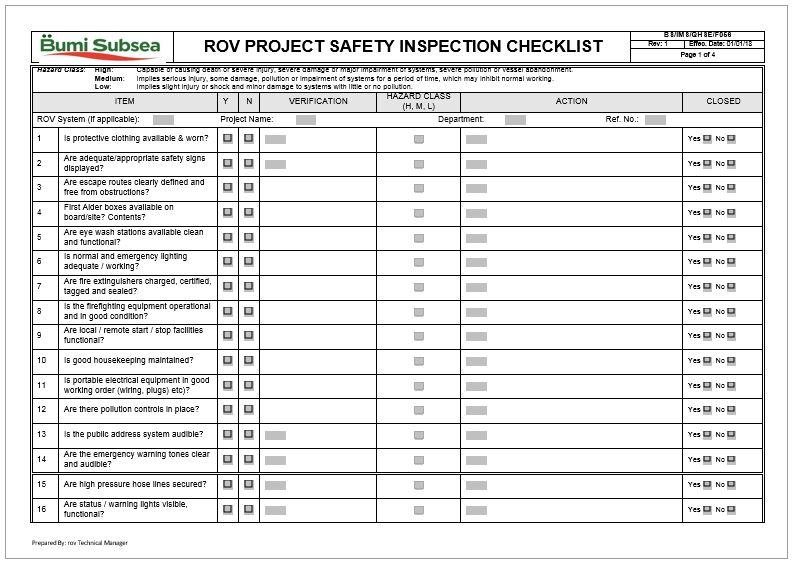 Bumi Subsea
ROV PROJECT SAFETY INSPECTION CHECKLIST
BS/IMS/QHSE/F056
Rev: 1 Effec. Date: 01/01/18
Page 1 of 4
Hazard Class: High: Capable of causing death or severe injury, severe damage or major impairment of systems, severe pollution or vessel abandonment.
Medium: Implies serious injury, some damage, pollution or impairment of systems for a period of time, which may inhibit normal working.
Low: Implies slight injury or shock and minor damage to systems with little or no pollution.
ITEM Y N VERIFICATION HAZARD CLASS (H, M, L) ACTION CLOSED
ROV System (if applicable): Project Name: Department: Ref. No.:
1 Is protective clothing available & worn? Yes No
2 Are adequate/appropriate safety signs
displayed? Yes No
3 Are escape routes clearly defined and
free from obstructions? Yes No
4 First Aider boxes available on
board/site? Contents? Yes No
5 Are eye wash stations available clean
and functional? Yes No
6 Is normal and emergency lighting
adequate / working? Yes No
7 Are fire extinguishers charged, certified,
tagged and sealed? Yes No
8 Is the firefighting equipment operational
and in good condition? Yes No
9 Are local / remote start / stop facilities
functional? Yes No
10 Is good housekeeping maintained? Yes No
11 Is portable electrical equipment in good
working order (wiring, plugs) etc)? Yes No
12 Are there pollution controls in place? Yes No
13 Is the public address system audible? Yes No
14 Are the emergency warning tones clear
and audible? Yes No
15 Are high pressure hose lines secured? Yes No
16 Are status / warning lights visible,
functional? Yes No
Prepared By: rov Technical Manager